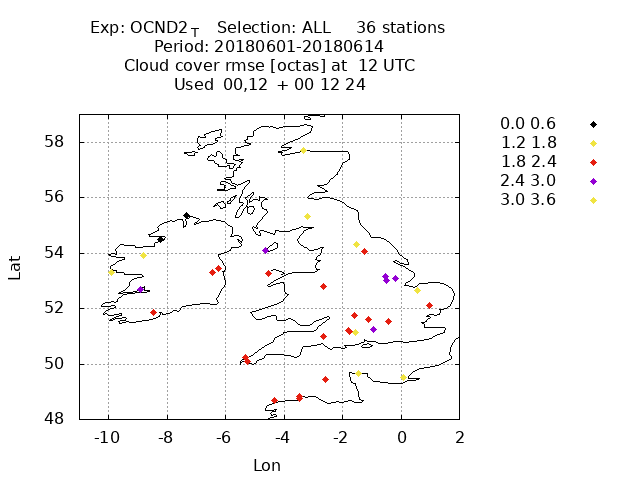 Exp: OCND2 T Selection: ALL 36 stations
Period: 20180601-20180614
Cloud cover rmse [octas] at 12 UTC
Used 00,12 + 00 12 24
0.0 0.6
1.2 1.8
1.8 2.4
2.4 3.0
3.0 3.6
Lat
58
56
54
52
50
48
-10 -8 -6 -4 -2 0 2
Lon